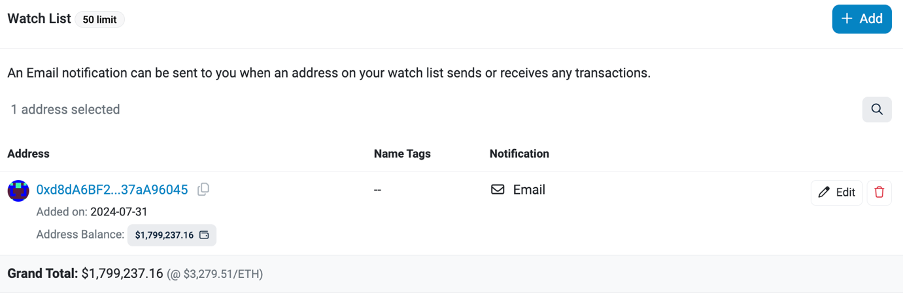 Watch List 50 limit + Add
An Email notification can be sent to you when an address on your watch list sends or receives any transactions.
1 address selected
Address Name Tags Notification
0xd8dA6BF2...37aA96045 -- Email Edit
Added on: 2024-07-31
Address Balance: $1,799,237.16
Grand Total: $1,799,237.16 (@ $3,279.51/ETH)